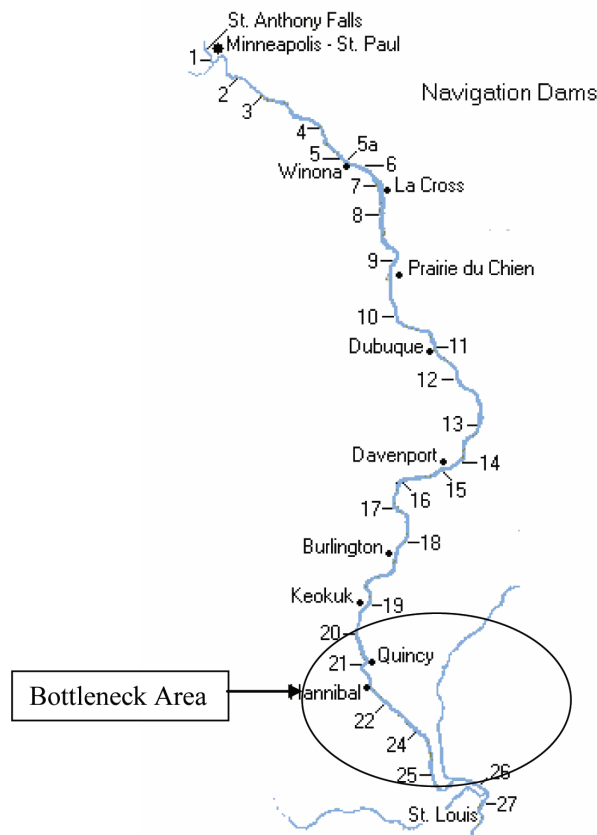 St. Anthony Falls
Minneapolis - St. Paul
1
2
3
Navigation Dams
4
5a
5
6
Winona
7
La Cross
8
9
Prairie du Chien
10
Dubuque
11
12
13
Davenport
14
15
16
17
18
Burlington
Keokuk
19
20
21
Quincy
Bottleneck Area
Hannibal
22
24
25
26
27
St. Louis